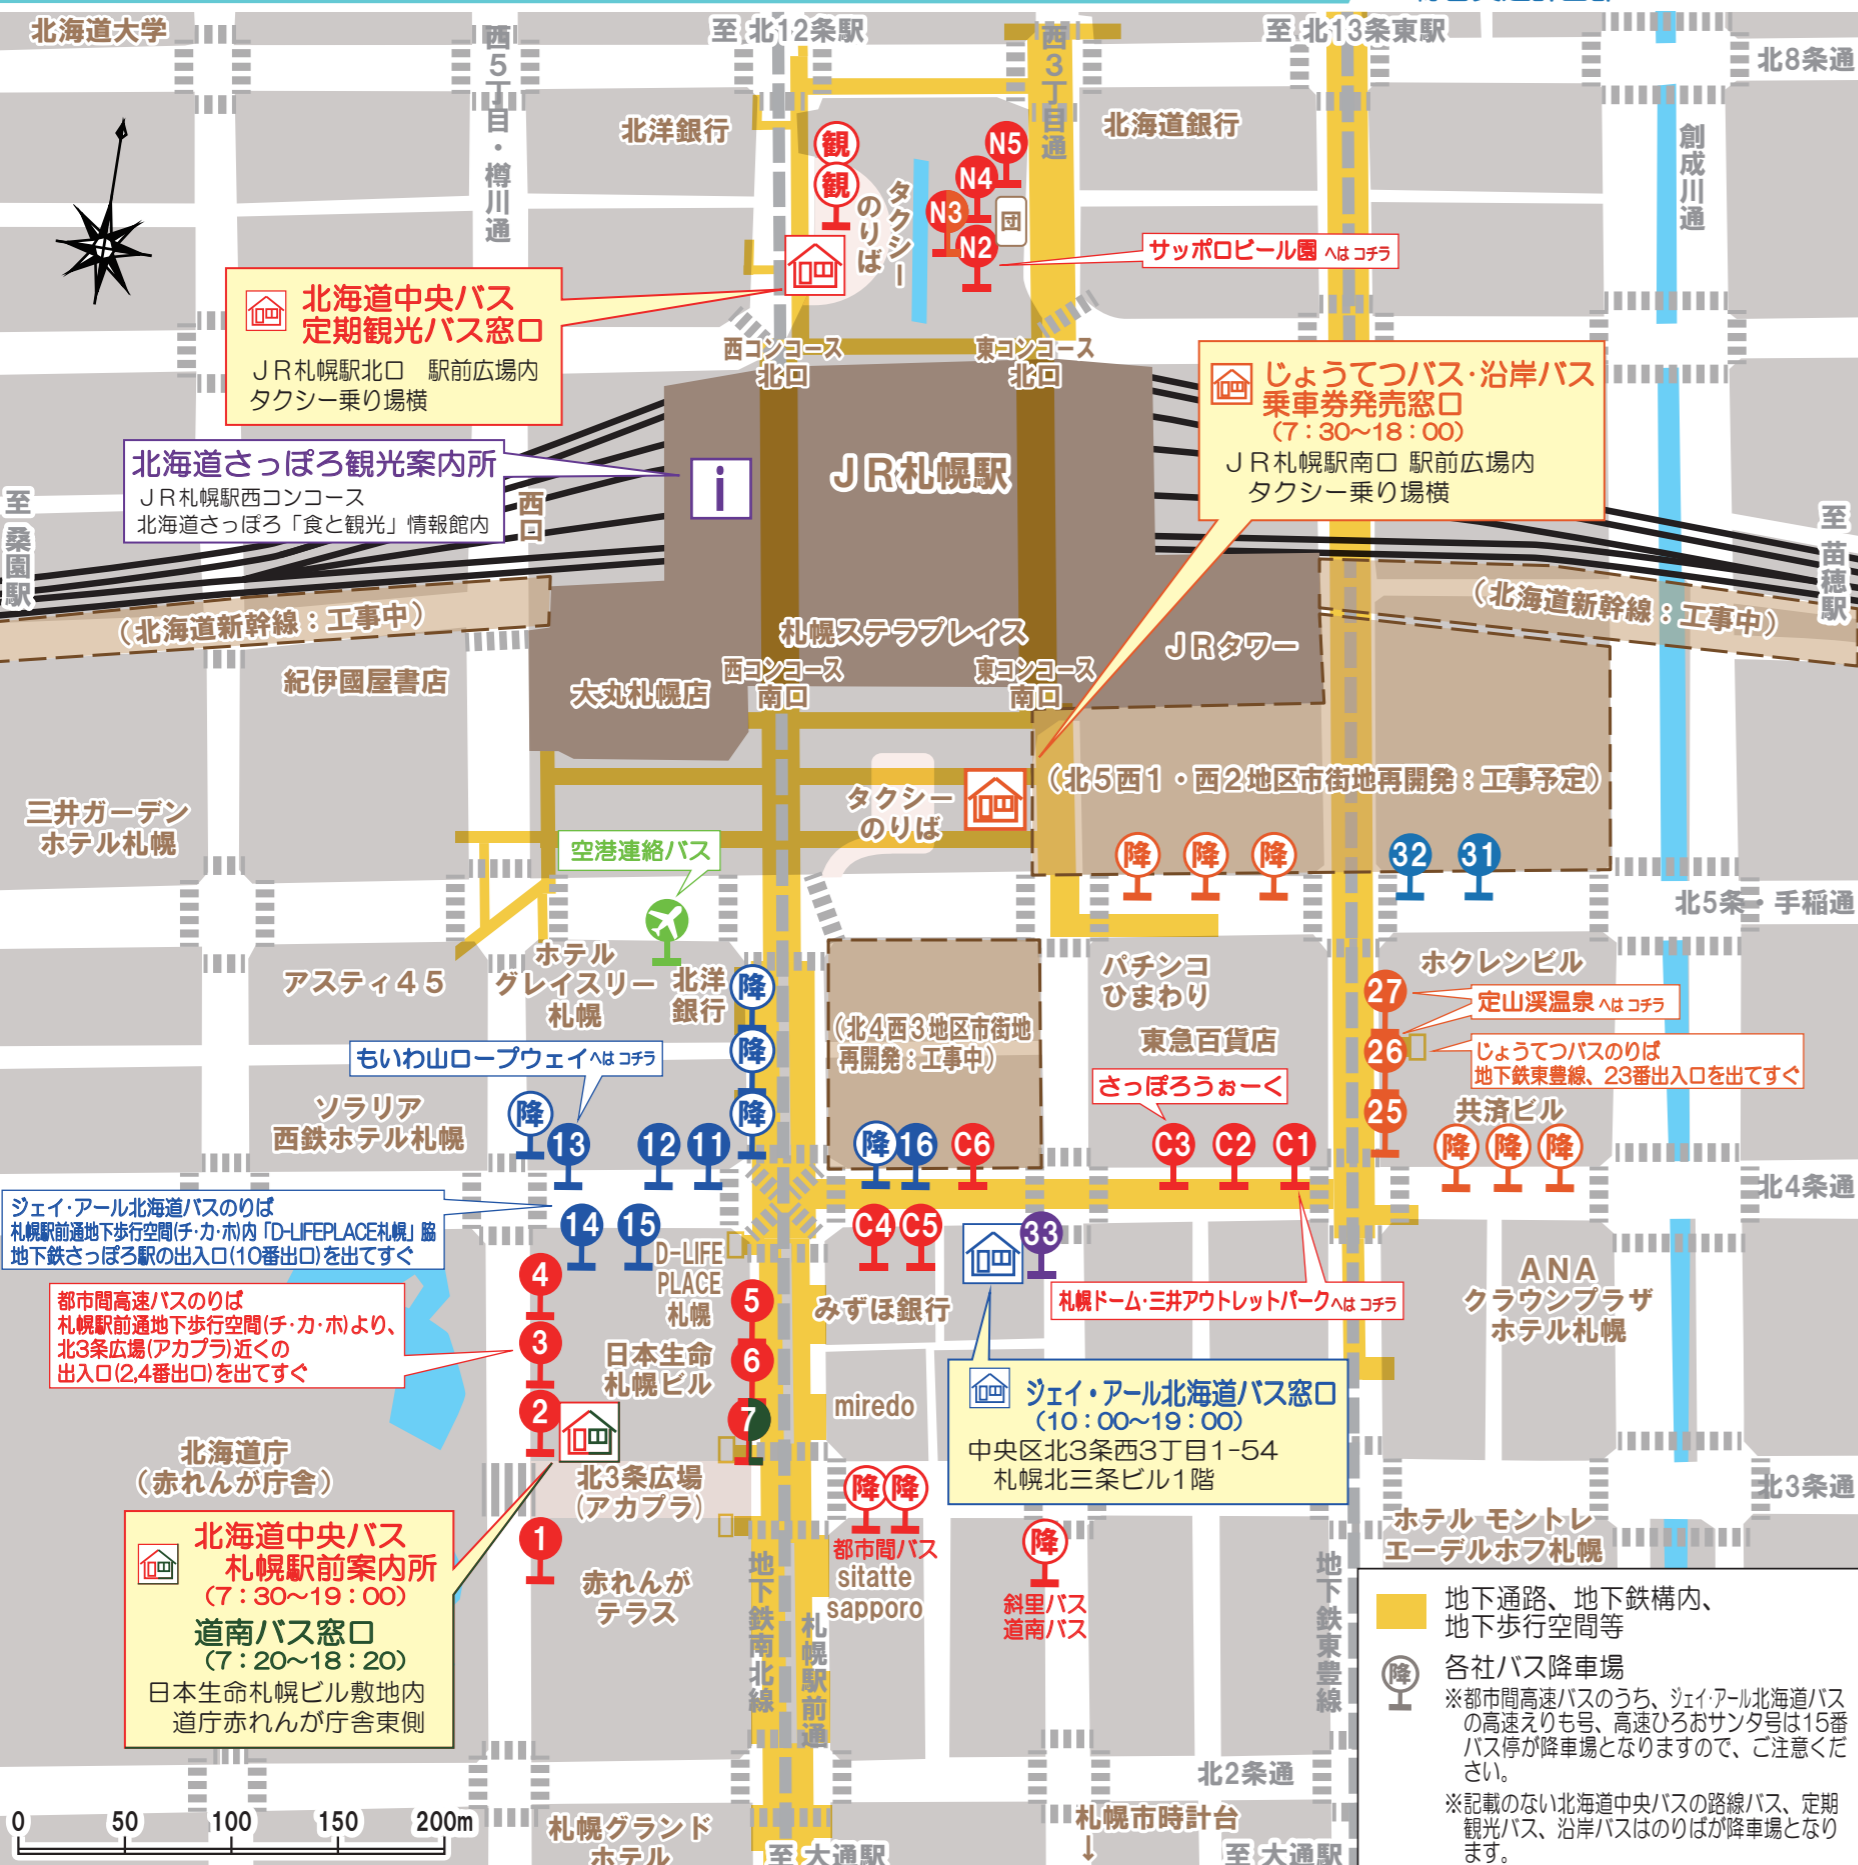 北海道大学
至 北12条駅
至 北13条東駅
北8条通
西5丁目・樽川通
西3丁目通
創成川通
北洋銀行
北海道銀行
観
観
タクシー
のりば
N5
N4
N3
N2
団
サッポロビール園 へは コチラ
北海道中央バス
定期観光バス窓口
JR札幌駅北口 駅前広場内
タクシー乗り場横
西コンコース
北口
東コンコース
北口
じょうてつバス・沿岸バス
乗車券発売窓口
(7:30～18:00)
JR札幌駅南口 駅前広場内
タクシー乗り場横
北海道さっぽろ観光案内所
JR札幌駅西コンコース
北海道さっぽろ「食と観光」情報館内
i
JR札幌駅
西口
至 桑園駅
至 苗穂駅
(北海道新幹線:工事中)
(北海道新幹線:工事中)
札幌ステラプレイス
JRタワー
紀伊國屋書店
大丸札幌店
西コンコース
南口
東コンコース
南口
三井ガーデン
ホテル札幌
タクシー
のりば
(北5西1・西2地区市街地再開発:工事予定)
空港連絡バス
降
降
降
32
31
北5条・手稲通
アスティ45
ホテル
グレイスリー
札幌
北洋
銀行
降
降
降
(北4西3地区市街地
再開発:工事中)
パチンコ
ひまわり
東急百貨店
ホクレンビル
27
定山渓温泉 へは コチラ
26
じょうてつバスのりば
地下鉄東豊線、23番出入口を出てすぐ
25
共済ビル
降
降
降
もいわ山ロープウェイへは コチラ
さっぽろうぉーく
ソラリア
西鉄ホテル札幌
降
13
12
11
降
16
C6
C3
C2
C1
北4条通
ジェイ・アール北海道バスのりば
札幌駅前通地下歩行空間(チ・カ・ホ)内「D-LIFEPLACE札幌」脇
地下鉄さっぽろ駅の出入口(10番出口)を出てすぐ
14
15
D-LIFE
PLACE
札幌
C4
C5
33
札幌ドーム・三井アウトレットパークへは コチラ
ANA
クラウンプラザ
ホテル札幌
都市間高速バスのりば
札幌駅前通地下歩行空間(チ・カ・ホ)より、
北3条広場(アカプラ)近くの
出入口(2,4番出口)を出てすぐ
4
3
2
5
6
7
みずほ銀行
日本生命
札幌ビル
miredo
ジェイ・アール北海道バス窓口
(10:00～19:00)
中央区北3条西3丁目1-54
札幌北三条ビル1階
北海道庁
(赤れんが庁舎)
北3条広場
(アカプラ)
北3条通
降
降
都市間バス
sitatte
sapporo
降
斜里バス
道南バス
ホテル モントレ
エーデルホフ札幌
北海道中央バス
札幌駅前案内所
(7:30～19:00)
道南バス窓口
(7:20～18:20)
日本生命札幌ビル敷地内
道庁赤れんが庁舎東側
1
赤れんが
テラス
地下鉄南北線
札幌駅前通
地下鉄東豊線
地下通路、地下鉄構内、
地下歩行空間等
降
各社バス降車場
※都市間高速バスのうち、ジェイ・アール北海道バス
の高速えりも号、高速ひろおサンタ号は15番
バス停が降車場となりますので、ご注意くだ
さい。
※記載のない北海道中央バスの路線バス、定期
観光バス、沿岸バスはのりばが降車場となり
ます。
北2条通
0 50 100 150 200m
札幌グランド
ホテル
至 大通駅
札幌市時計台
↓
至 大通駅